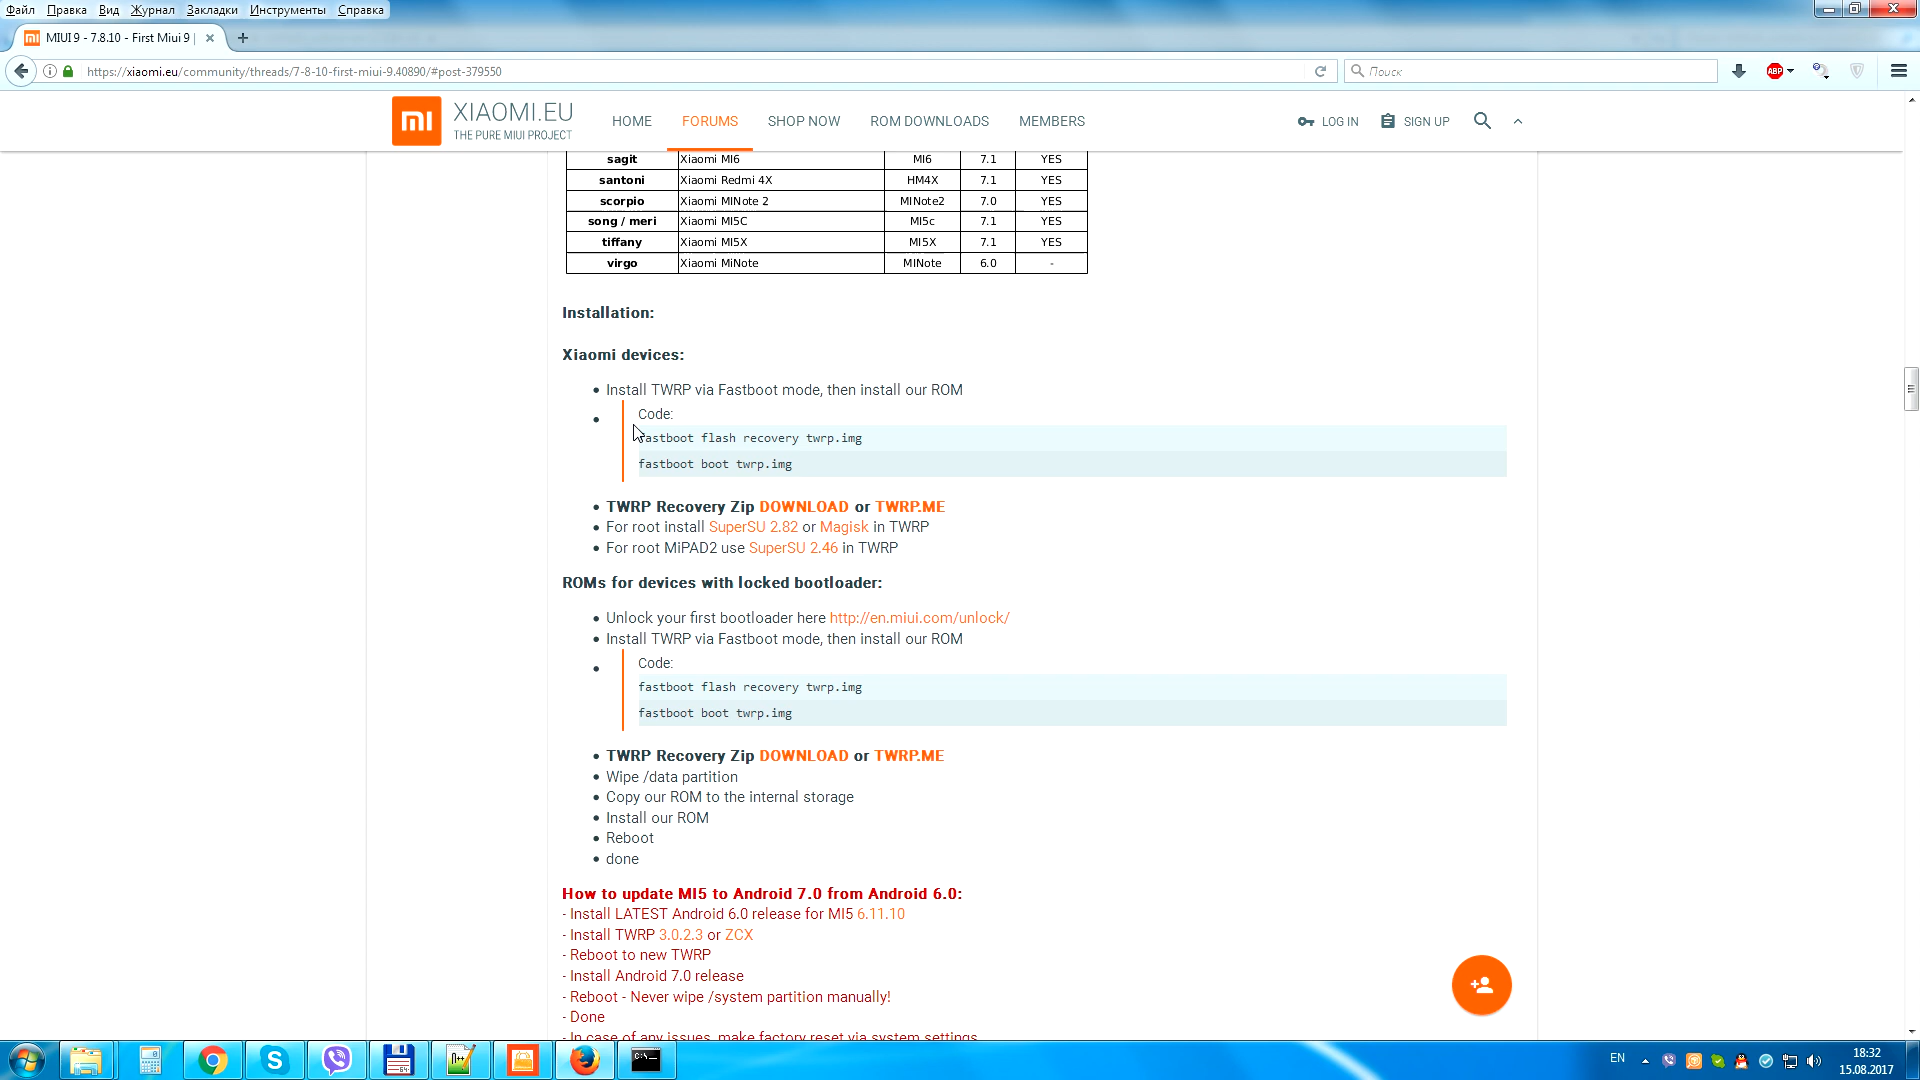 Файл Правка Вид Журнал Закладки Инструменты Справка
MIUI 9 - 7.8.10 - First Miui 9 |
https://xiaomi.eu/community/threads/7-8-10-first-miui-9.40890/#post-379550
Поиск
ABP
mi XIAOMI.EU
THE PURE MIUI PROJECT
HOME FORUMS SHOP NOW ROM DOWNLOADS MEMBERS LOG IN SIGN UP
sagit Xiaomi MI6 MI6 7.1 YES
santoni Xiaomi Redmi 4X HM4X 7.1 YES
scorpio Xiaomi MINote 2 MINote2 7.0 YES
song / meri Xiaomi MI5C MI5c 7.1 YES
tiffany Xiaomi MI5X MI5X 7.1 YES
virgo Xiaomi MiNote MINote 6.0 -
Installation:
Xiaomi devices:
Install TWRP via Fastboot mode, then install our ROM
Code:
fastboot flash recovery twrp.img
fastboot boot twrp.img
TWRP Recovery Zip DOWNLOAD or TWRP.ME
For root install SuperSU 2.82 or Magisk in TWRP
For root MiPAD2 use SuperSU 2.46 in TWRP
ROMs for devices with locked bootloader:
Unlock your first bootloader here http://en.miui.com/unlock/
Install TWRP via Fastboot mode, then install our ROM
Code:
fastboot flash recovery twrp.img
fastboot boot twrp.img
TWRP Recovery Zip DOWNLOAD or TWRP.ME
Wipe /data partition
Copy our ROM to the internal storage
Install our ROM
Reboot
done
How to update MI5 to Android 7.0 from Android 6.0:
- Install LATEST Android 6.0 release for MI5 6.11.10
- Install TWRP 3.0.2.3 or ZCX
- Reboot to new TWRP
- Install Android 7.0 release
- Reboot - Never wipe /system partition manually!
- Done
- In case of any issues, make factory reset via system settings
EN
18:32
15.08.2017